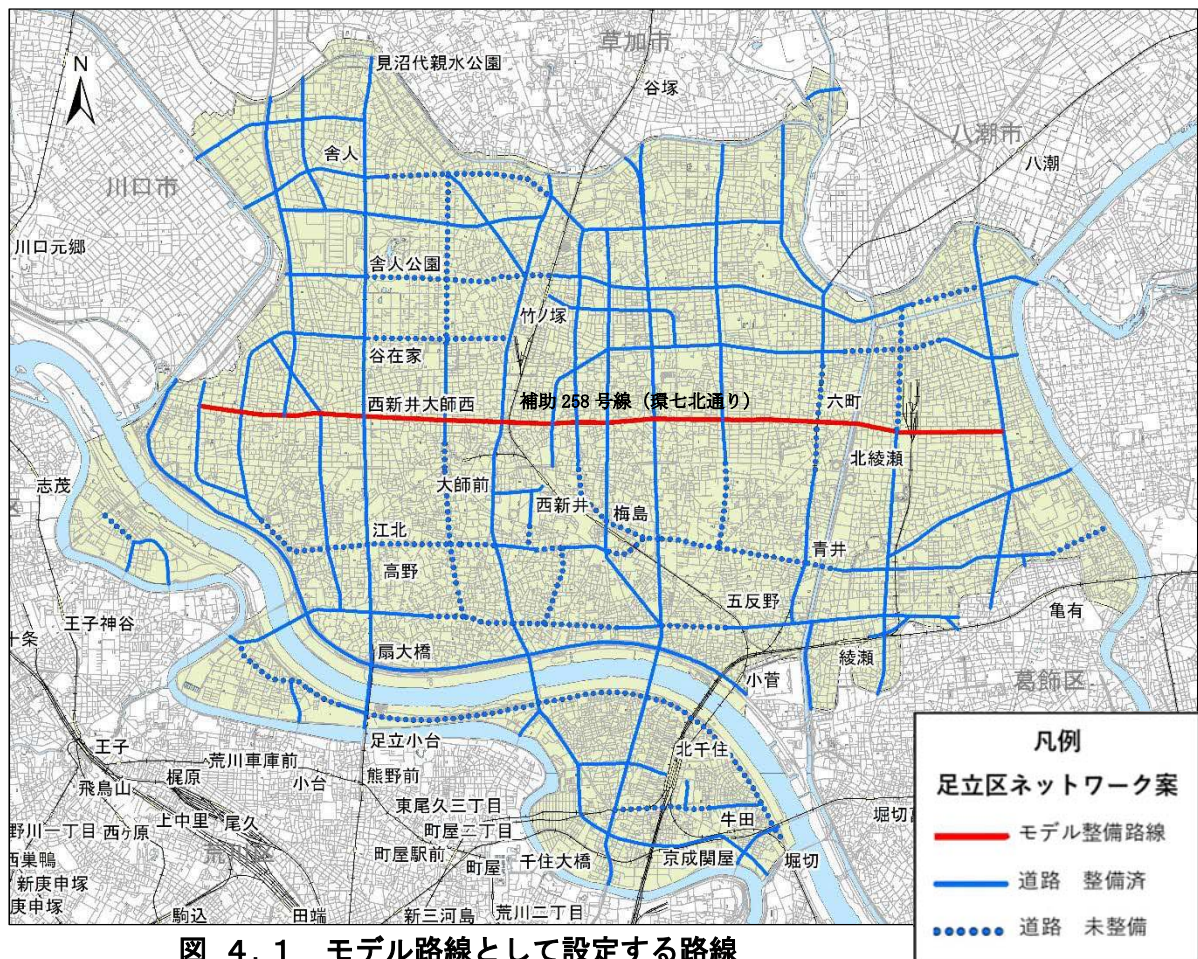 N
見沼代親水公園
草加市
谷塚
八潮市
八潮
舎人
川口市
川口元郷
舎人公園
竹ノ塚
谷在家
西新井大師西
補助258号線（環七北通り）
六町
北綾瀬
志茂
大師前
西新井
梅島
江北
青井
高野
五反野
王子神谷
亀有
十条
扇大橋
綾瀬
小菅
葛飾区
足立小台
北千住
王子
荒川車庫前
飛鳥山
梶原
小台
熊野前
東尾久三丁目
牛田
上中里
尾久
野川一丁目
西ヶ原
町屋二丁目
荒川区
町屋駅前
町屋
千住大橋
京成関屋
堀切
西巣鴨
新庚申塚
庚申塚
駒込
田端
新三河島
荒川二丁目
凡例
足立区ネットワーク案
モデル整備路線
道路 整備済
道路 未整備
図 4.1 モデル路線として設定する路線